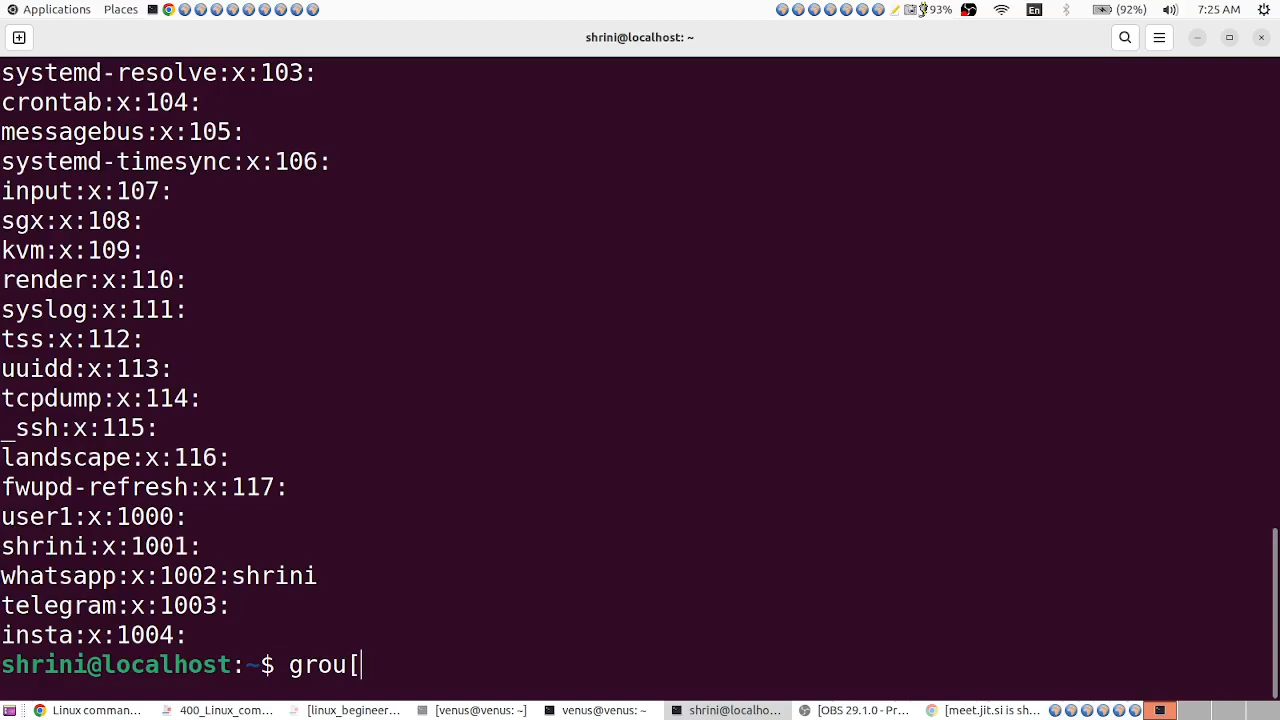 Applications Places 93% En (92%) 7:25 AM
shrini@localhost: ~
systemd-resolve:x:103:
crontab:x:104:
messagebus:x:105:
systemd-timesync:x:106:
input:x:107:
sgx:x:108:
kvm:x:109:
render:x:110:
syslog:x:111:
tss:x:112:
uuidd:x:113:
tcpdump:x:114:
_ssh:x:115:
landscape:x:116:
fwupd-refresh:x:117:
user1:x:1000:
shrini:x:1001:
whatsapp:x:1002:shrini
telegram:x:1003:
insta:x:1004:
shrini@localhost:~$ grou[
Linux comman... 400_Linux_com... [linux_begineer... [venus@venus: ~] venus@venus: ~ shrini@localho... [OBS 29.1.0 - Pr... [meet.jit.si is sh...